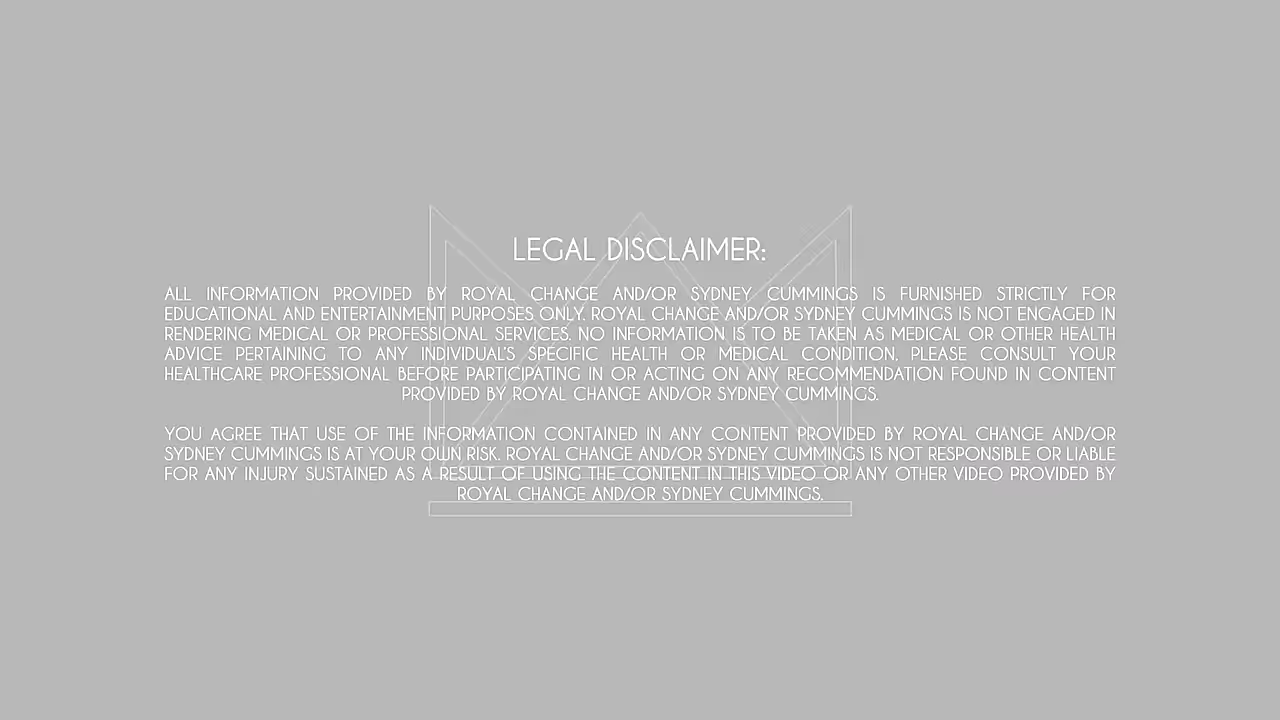 LEGAL DISCLAIMER:
ALL INFORMATION PROVIDED BY ROYAL CHANGE AND/OR SYDNEY CUMMINGS IS FURNISHED STRICTLY FOR
EDUCATIONAL AND ENTERTAINMENT PURPOSES ONLY. ROYAL CHANGE AND/OR SYDNEY CUMMINGS IS NOT ENGAGED IN
RENDERING MEDICAL OR PROFESSIONAL SERVICES. NO INFORMATION IS TO BE TAKEN AS MEDICAL OR OTHER HEALTH
ADVICE PERTAINING TO ANY INDIVIDUAL'S SPECIFIC HEALTH OR MEDICAL CONDITION. PLEASE CONSULT YOUR
HEALTHCARE PROFESSIONAL BEFORE PARTICIPATING IN OR ACTING ON ANY RECOMMENDATION FOUND IN CONTENT
PROVIDED BY ROYAL CHANGE AND/OR SYDNEY CUMMINGS.
YOU AGREE THAT USE OF THE INFORMATION CONTAINED IN ANY CONTENT PROVIDED BY ROYAL CHANGE AND/OR
SYDNEY CUMMINGS IS AT YOUR OWN RISK. ROYAL CHANGE AND/OR SYDNEY CUMMINGS IS NOT RESPONSIBLE OR LIABLE
FOR ANY INJURY SUSTAINED AS A RESULT OF USING THE CONTENT IN THIS VIDEO OR ANY OTHER VIDEO PROVIDED BY
ROYAL CHANGE AND/OR SYDNEY CUMMINGS.